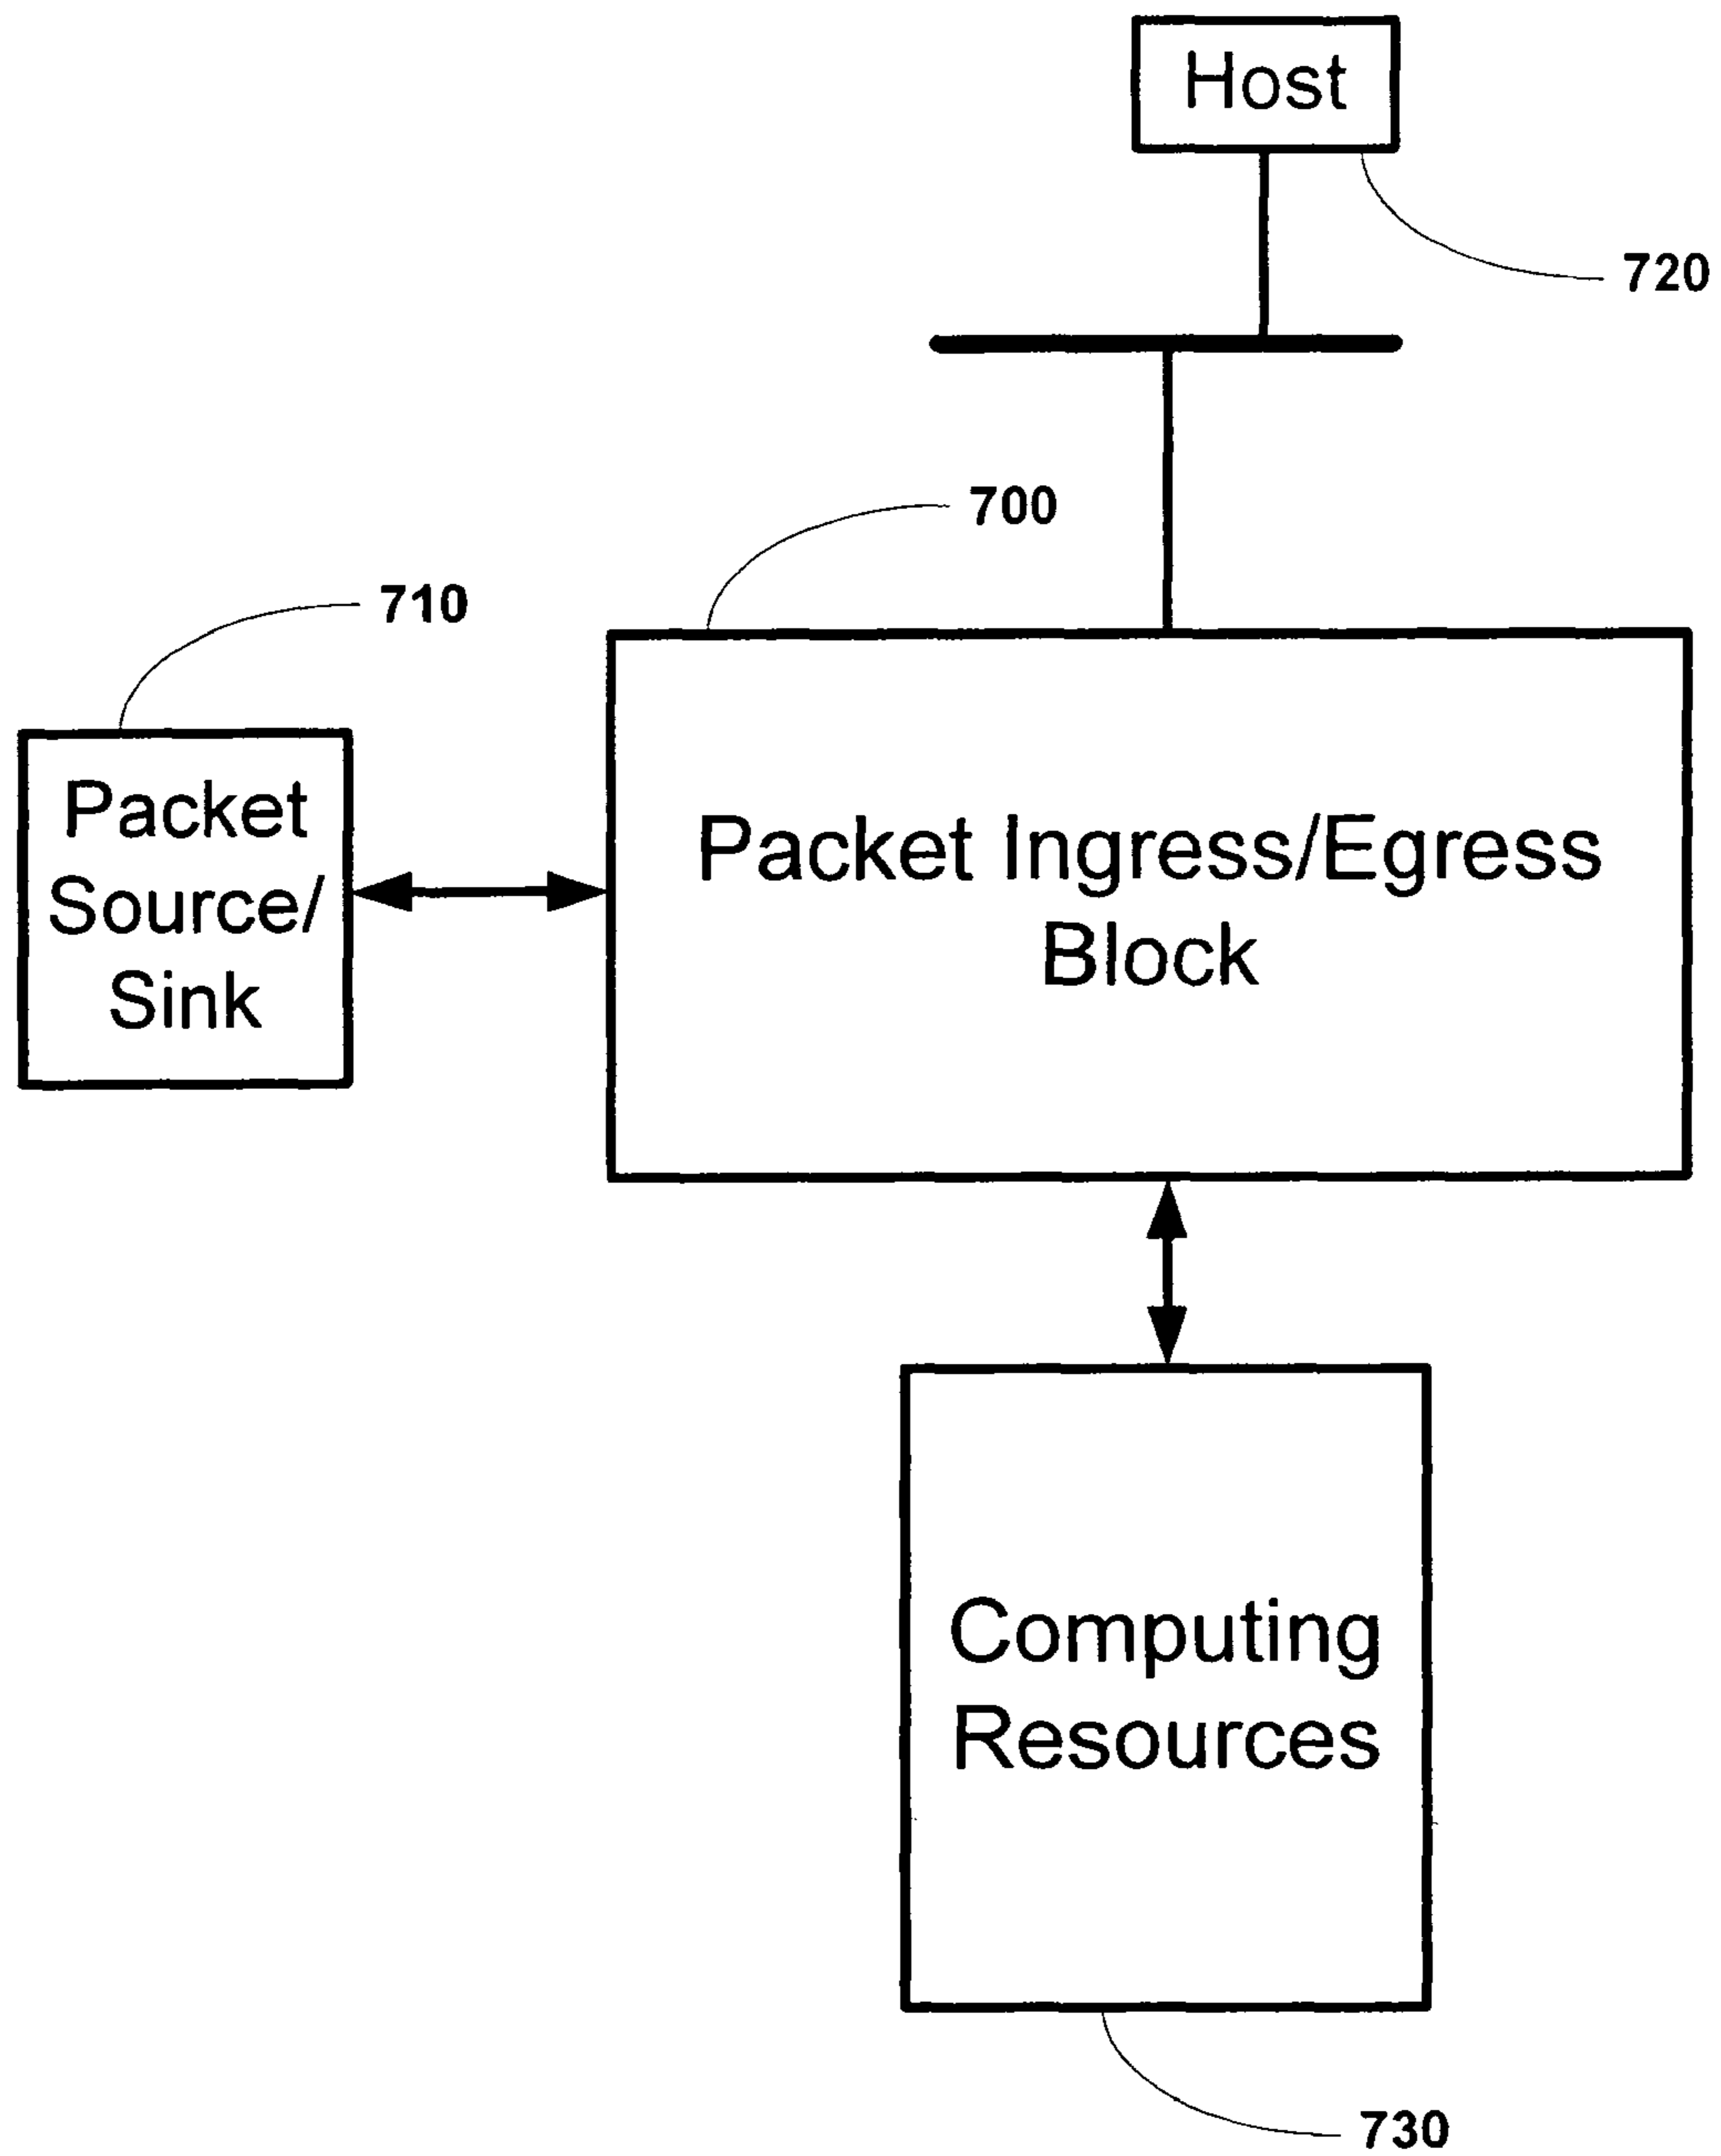 Host
720
700
710
Packet
Source/
Sink
Packet Ingress/Egress
Block
Computing
Resources
730